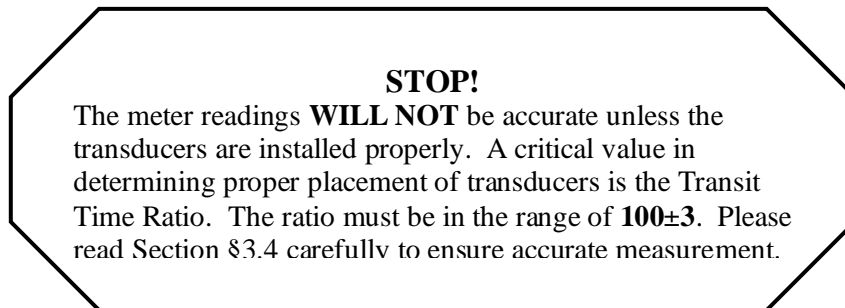 STOP!
The meter readings WILL NOT be accurate unless the
transducers are installed properly.  A critical value in
determining proper placement of transducers is the Transit
Time Ratio.  The ratio must be in the range of 100±3.  Please
read Section §3.4 carefully to ensure accurate measurement.